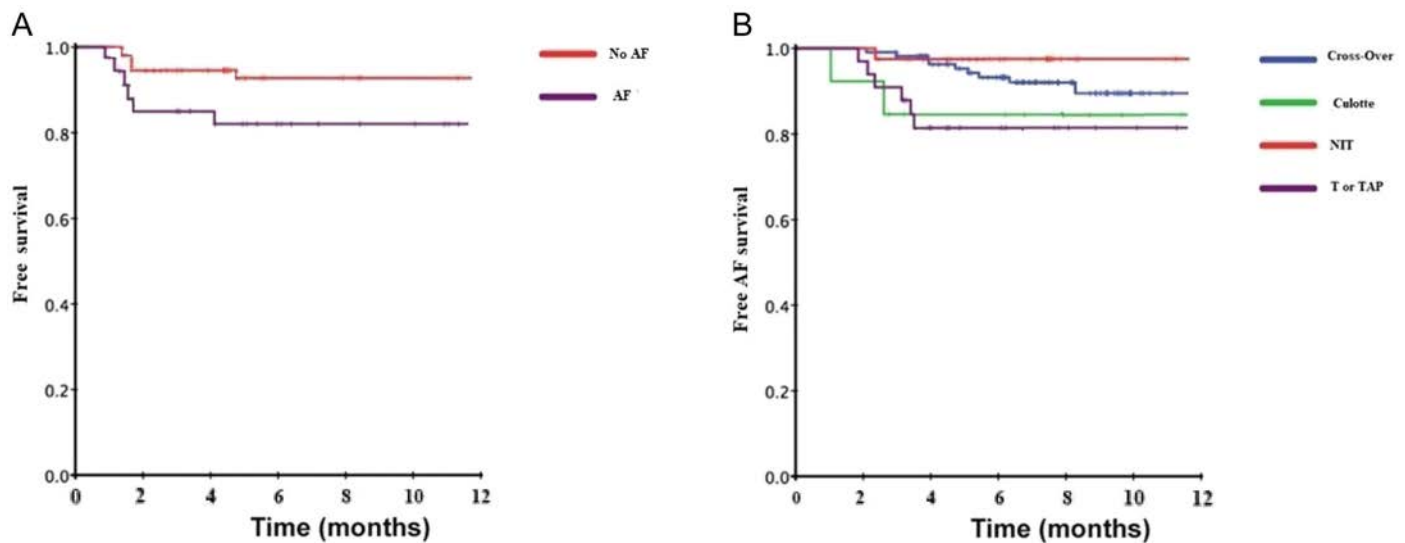 A
1.0
0.8
0.6
0.4
0.2
0.0
Free survival
0 2 4 6 8 10 12
Time (months)
No AF
AF
B
1.0
0.8
0.6
0.4
0.2
0.0
Free AF survival
0 2 4 6 8 10 12
Time (months)
Cross-Over
Culotte
NIT
T or TAP